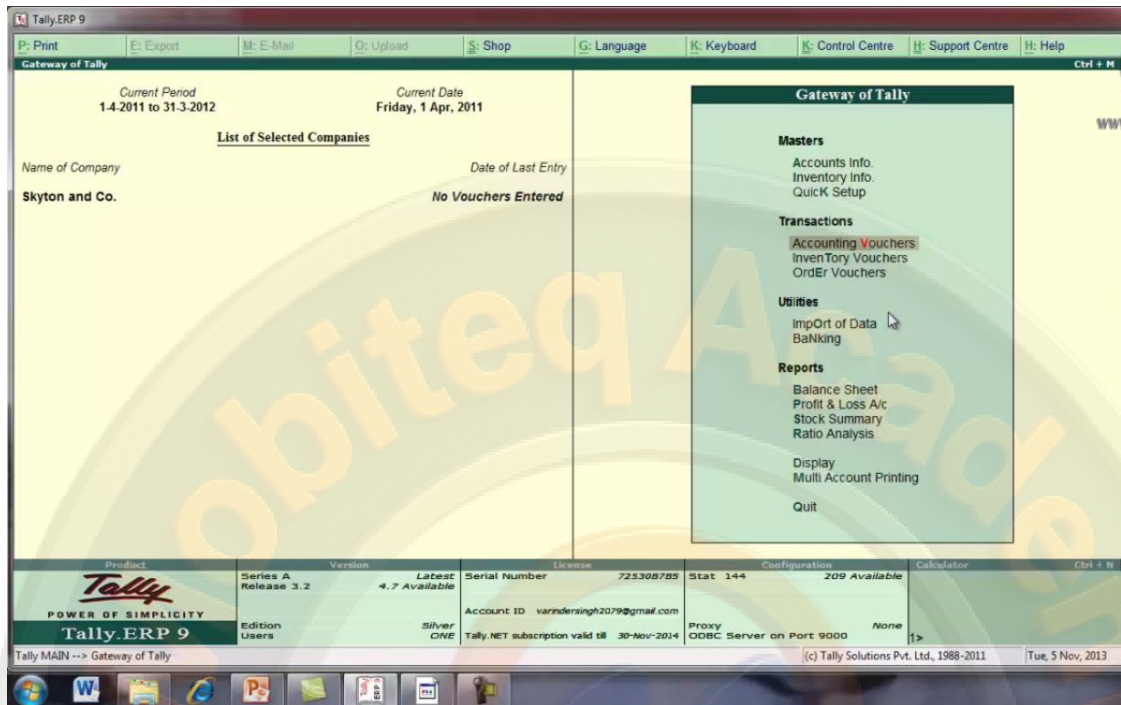 Tally.ERP 9
P: Print E: Export M: E-Mail O: Upload S: Shop G: Language K: Keyboard K: Control Centre H: Support Centre H: Help
Gateway of Tally Ctrl + M
Current Period Current Date
1-4-2011 to 31-3-2012 Friday, 1 Apr, 2011
List of Selected Companies
Name of Company Date of Last Entry
Skyton and Co. No Vouchers Entered
Gateway of Tally
Masters
Accounts Info.
Inventory Info.
QuicK Setup
Transactions
Accounting Vouchers
InvenTory Vouchers
OrdEr Vouchers
Utilities
ImpOrt of Data
BaNking
Reports
Balance Sheet
Profit & Loss A/c
Stock Summary
Ratio Analysis
Display
Multi Account Printing
Quit
Product Version License Configuration Calculator Ctrl + N
Tally
POWER OF SIMPLICITY
Tally.ERP 9
Series A Latest
Release 3.2 4.7 Available
Edition Silver
Users ONE
Serial Number 725308785
Account ID varindersingh2079@gmail.com
Tally.NET subscription valid till 30-Nov-2014
Stat 144 209 Available
Proxy None
ODBC Server on Port 9000
1>
Tally MAIN --> Gateway of Tally (c) Tally Solutions Pvt. Ltd., 1988-2011 Tue, 5 Nov, 2013